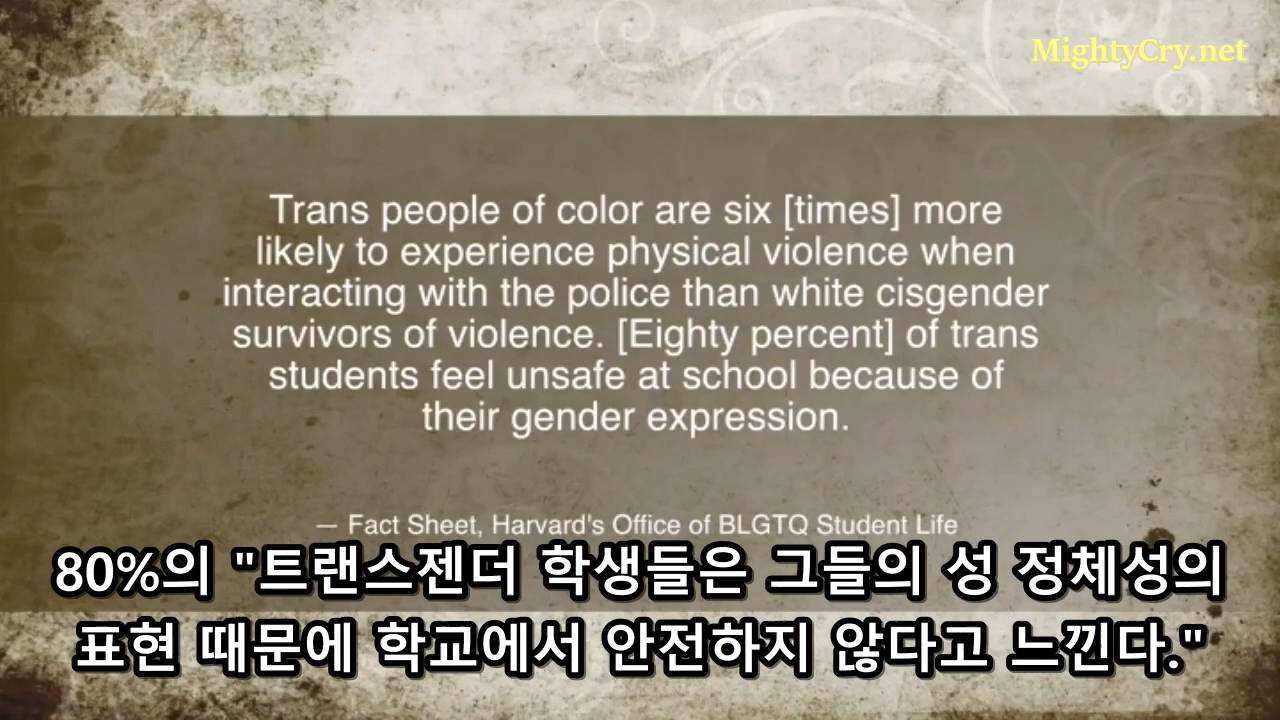 MightyCry.net
Trans people of color are six [times] more
likely to experience physical violence when
interacting with the police than white cisgender
survivors of violence. [Eighty percent] of trans
students feel unsafe at school because of
their gender expression.
— Fact Sheet, Harvard's Office of BLGTQ Student Life
80%의 "트랜스젠더 학생들은 그들의 성 정체성의
표현 때문에 학교에서 안전하지 않다고 느낀다."